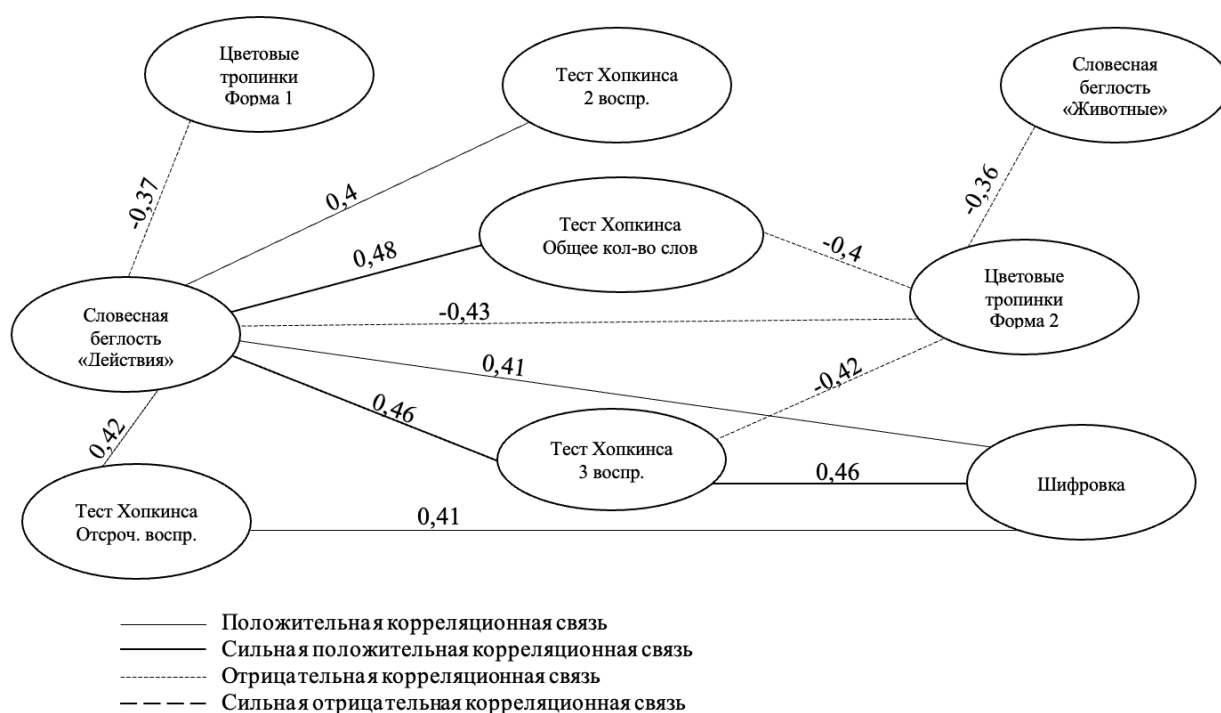 Цветовые
тропинки
Форма 1
Тест Хопкинса
2 воспр.
Словесная
беглость
«Животные»
-0,37
0,4
-0,36
Тест Хопкинса
Общее кол-во слов
0,48
-0,4
Цветовые
тропинки
Форма 2
Словесная
беглость
«Действия»
-0,43
0,41
-0,42
0,46
0,42
Тест Хопкинса
3 воспр.
0,46
Шифровка
Тест Хопкинса
Отсроч. воспр.
0,41
Положительная корреляционная связь
Сильная положительная корреляционная связь
Отрицательная корреляционная связь
Сильная отрицательная корреляционная связь